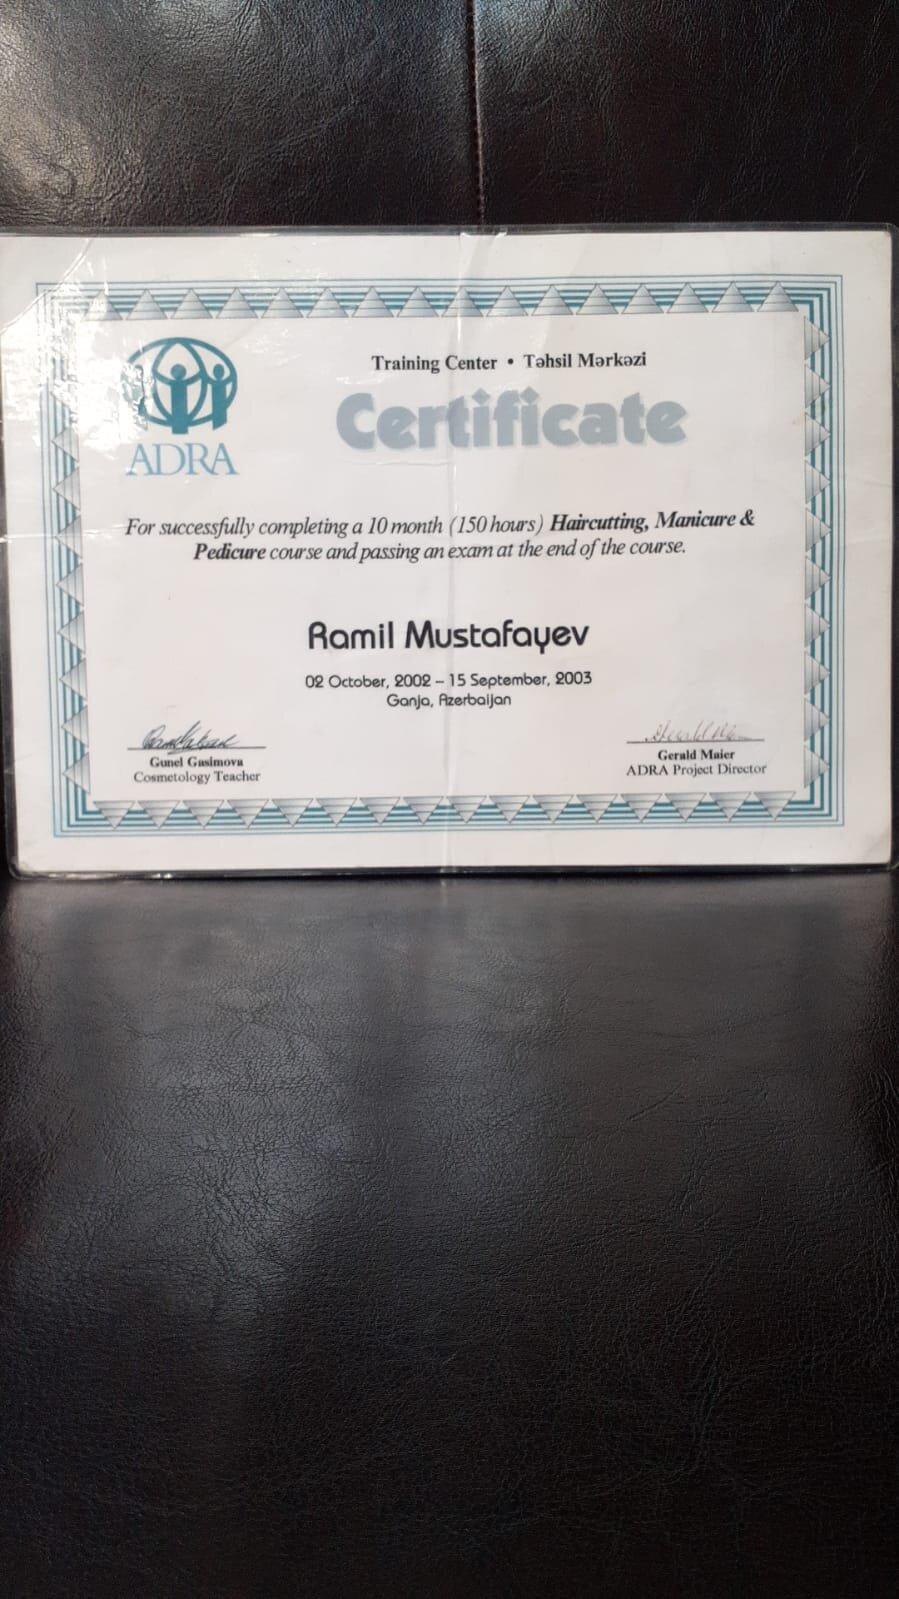 ADRA
Training Center • Təhsil Mərkəzi
Certificate
For successfully completing a 10 month (150 hours) Haircutting, Manicure &
Pedicure course and passing an exam at the end of the course.
Ramil Mustafayev
02 October, 2002 – 15 September, 2003
Ganja, Azerbaijan
Gunel Gasimova
Cosmetology Teacher
Gerald Maier
ADRA Project Director